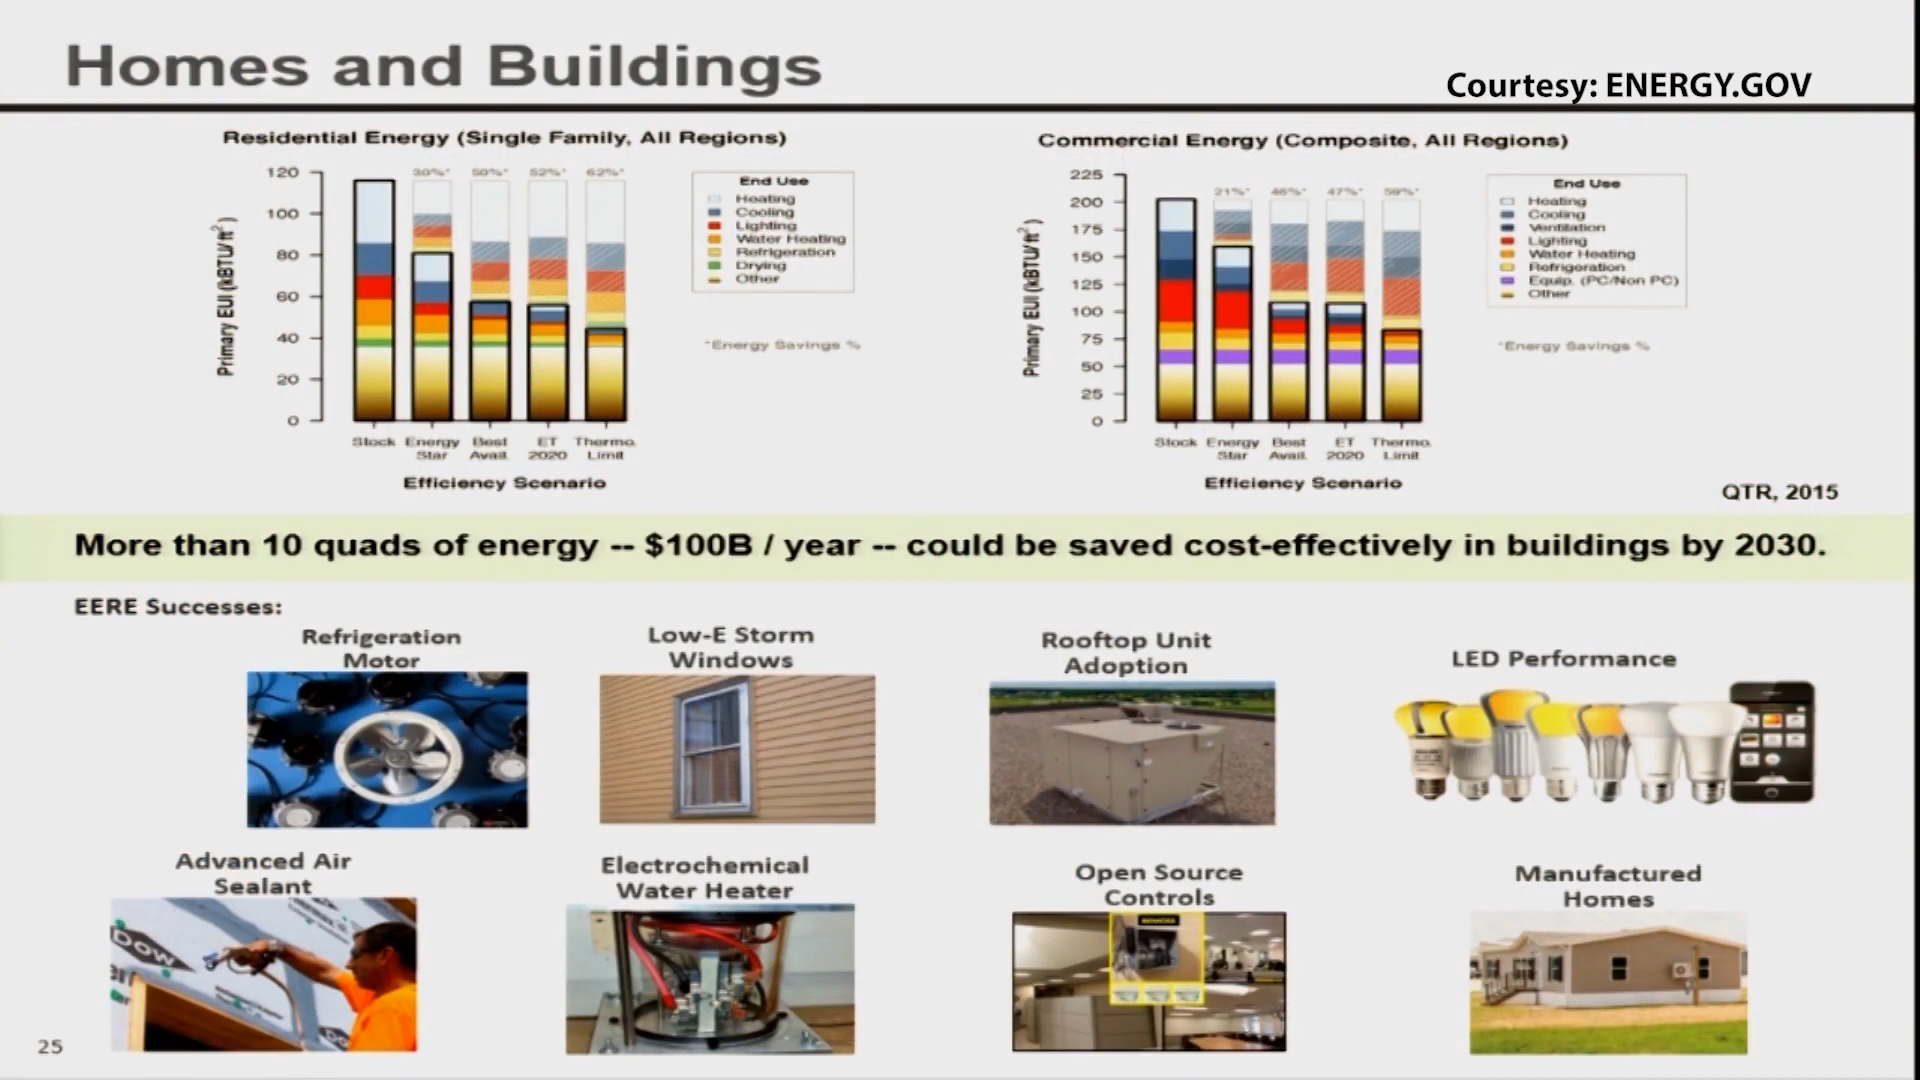 Homes and Buildings
Courtesy: ENERGY.GOV
Residential Energy (Single Family, All Regions)
Primary EUI (kBTU/ft²)
120
100
80
60
40
20
0
30%*
50%*
52%*
62%*
Stock
Energy Star
Best Avail.
ET 2020
Thermo. Limit
Efficiency Scenario
End Use
Heating
Cooling
Lighting
Water Heating
Refrigeration
Drying
Other
*Energy Savings %
Commercial Energy (Composite, All Regions)
Primary EUI (kBTU/ft²)
225
200
175
150
125
100
75
50
25
0
21%*
46%*
47%*
59%*
Stock
Energy Star
Best Avail.
ET 2020
Thermo. Limit
Efficiency Scenario
End Use
Heating
Cooling
Ventilation
Lighting
Water Heating
Refrigeration
Equip. (PC/Non PC)
Other
*Energy Savings %
QTR, 2015
More than 10 quads of energy -- $100B / year -- could be saved cost-effectively in buildings by 2030.
EERE Successes:
Refrigeration
Motor
Low-E Storm
Windows
Rooftop Unit
Adoption
LED Performance
Advanced Air
Sealant
DOW
Electrochemical
Water Heater
Open Source
Controls
Manufactured
Homes
25